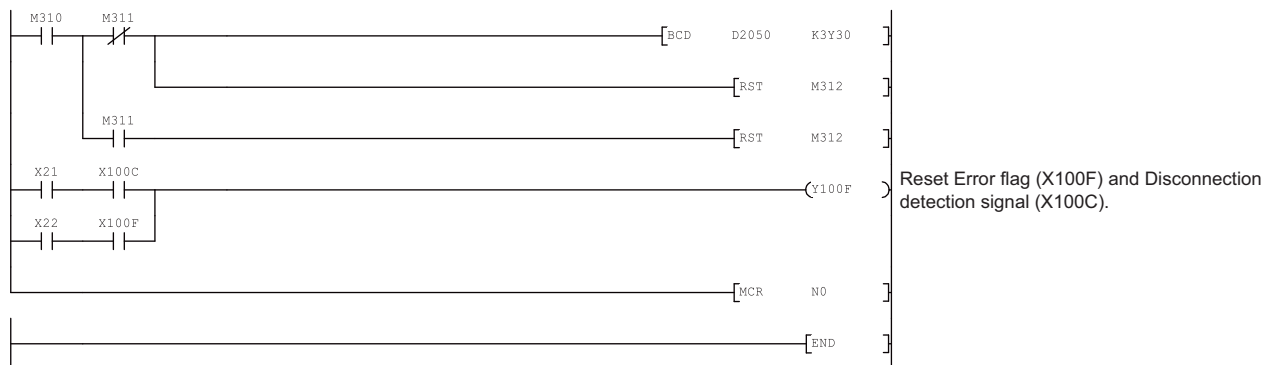 M310 M311
BCD D2050 K3Y30
RST M312
M311
RST M312
X21 X100C
Y100F
Reset Error flag (X100F) and Disconnection
detection signal (X100C).
X22 X100F
MCR N0
END